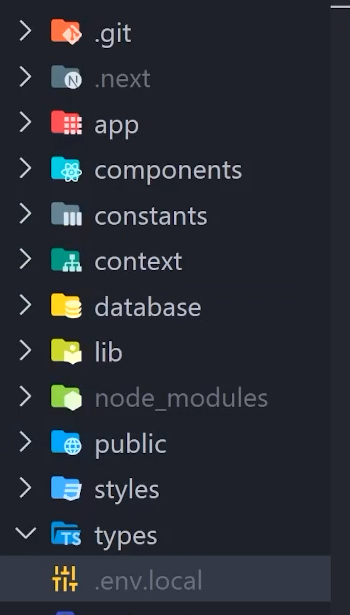 .git
.next
app
components
constants
context
database
lib
node_modules
public
styles
types
.env.local